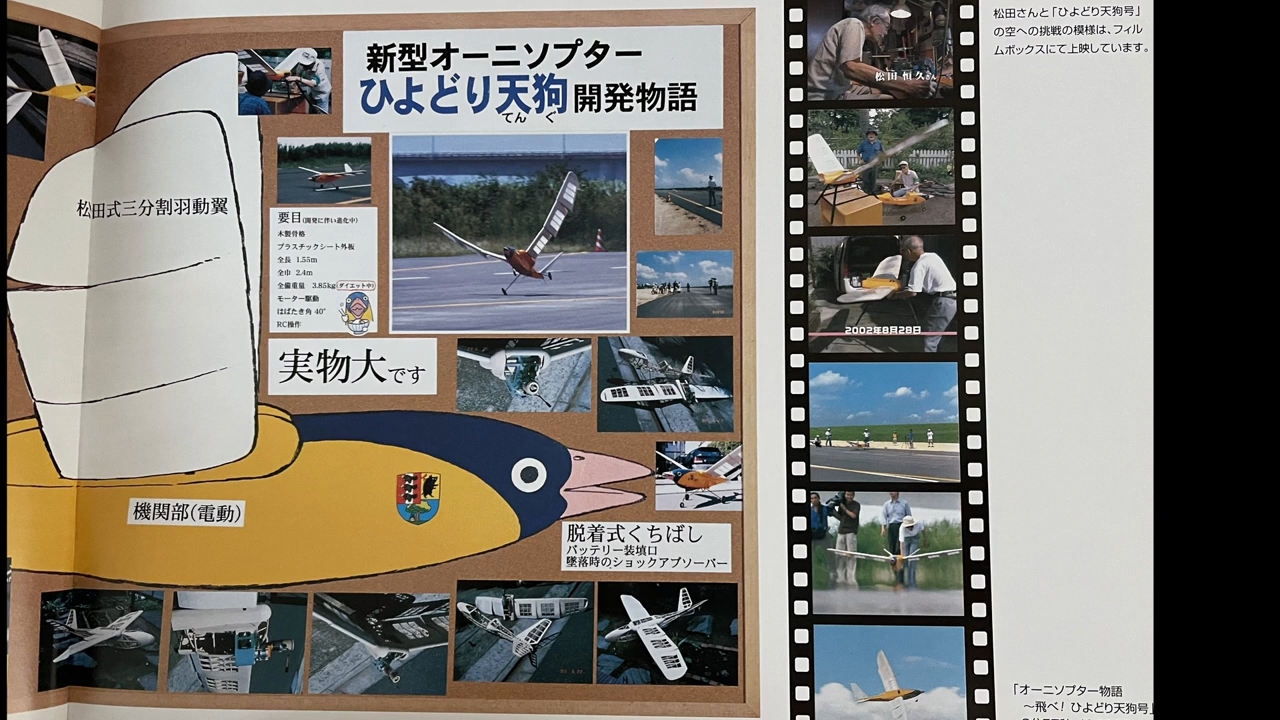 新型オーニソプター
ひよどり天狗開発物語
てんぐ
松田式三分割羽動翼
要目(開発に伴い進化中)
木製骨格
プラスチックシート外板
全長 1.55m
全巾 2.4m
全備重量 3.85kg(ダイエット中)
モーター駆動
はばたき角 40°
RC操作
実物大です
機関部(電動)
脱着式くちばし
バッテリー装填口
墜落時のショックアブソーバー
松田恒久さん
2002年8月28日
松田さんと「ひよどり天狗号」
の空への挑戦の模様は、フィル
ムボックスにて上映しています。
「オーニソプター物語
～飛べ!ひよどり天狗号」